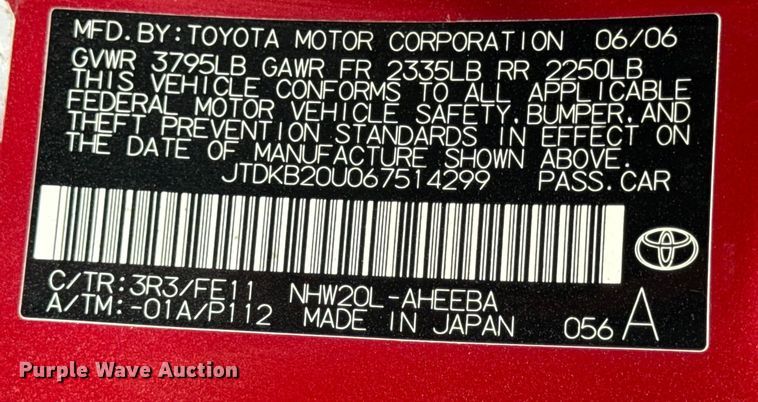 MFD.BY:TOYOTA MOTOR CORPORATION 06/06
GVWR 3795LB GAWR FR 2335LB RR 2250LB
THIS VEHICLE CONFORMS TO ALL APPLICABLE
FEDERAL MOTOR VEHICLE SAFETY,BUMPER,AND
THEFT PREVENTION STANDARDS IN EFFECT ON
THE DATE OF MANUFACTURE SHOWN ABOVE.
JTDKB20U067514299 PASS.CAR
C/TR:3R3/FE11 NHW20L-AHEEBA
A/TM:-01A/P112 MADE IN JAPAN 056 A
Purple Wave Auction